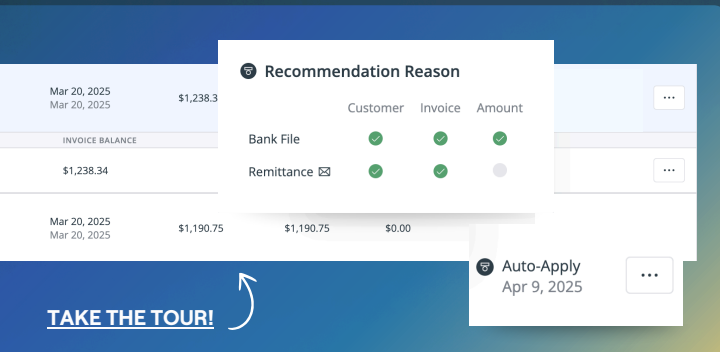 Recommendation Reason
Customer Invoice Amount
Bank File
Remittance
Mar 20, 2025
Mar 20, 2025
$1,238.3
...
INVOICE BALANCE
$1,238.34
...
Mar 20, 2025
Mar 20, 2025
$1,190.75 $1,190.75 $0.00
Auto-Apply
Apr 9, 2025
...
TAKE THE TOUR!